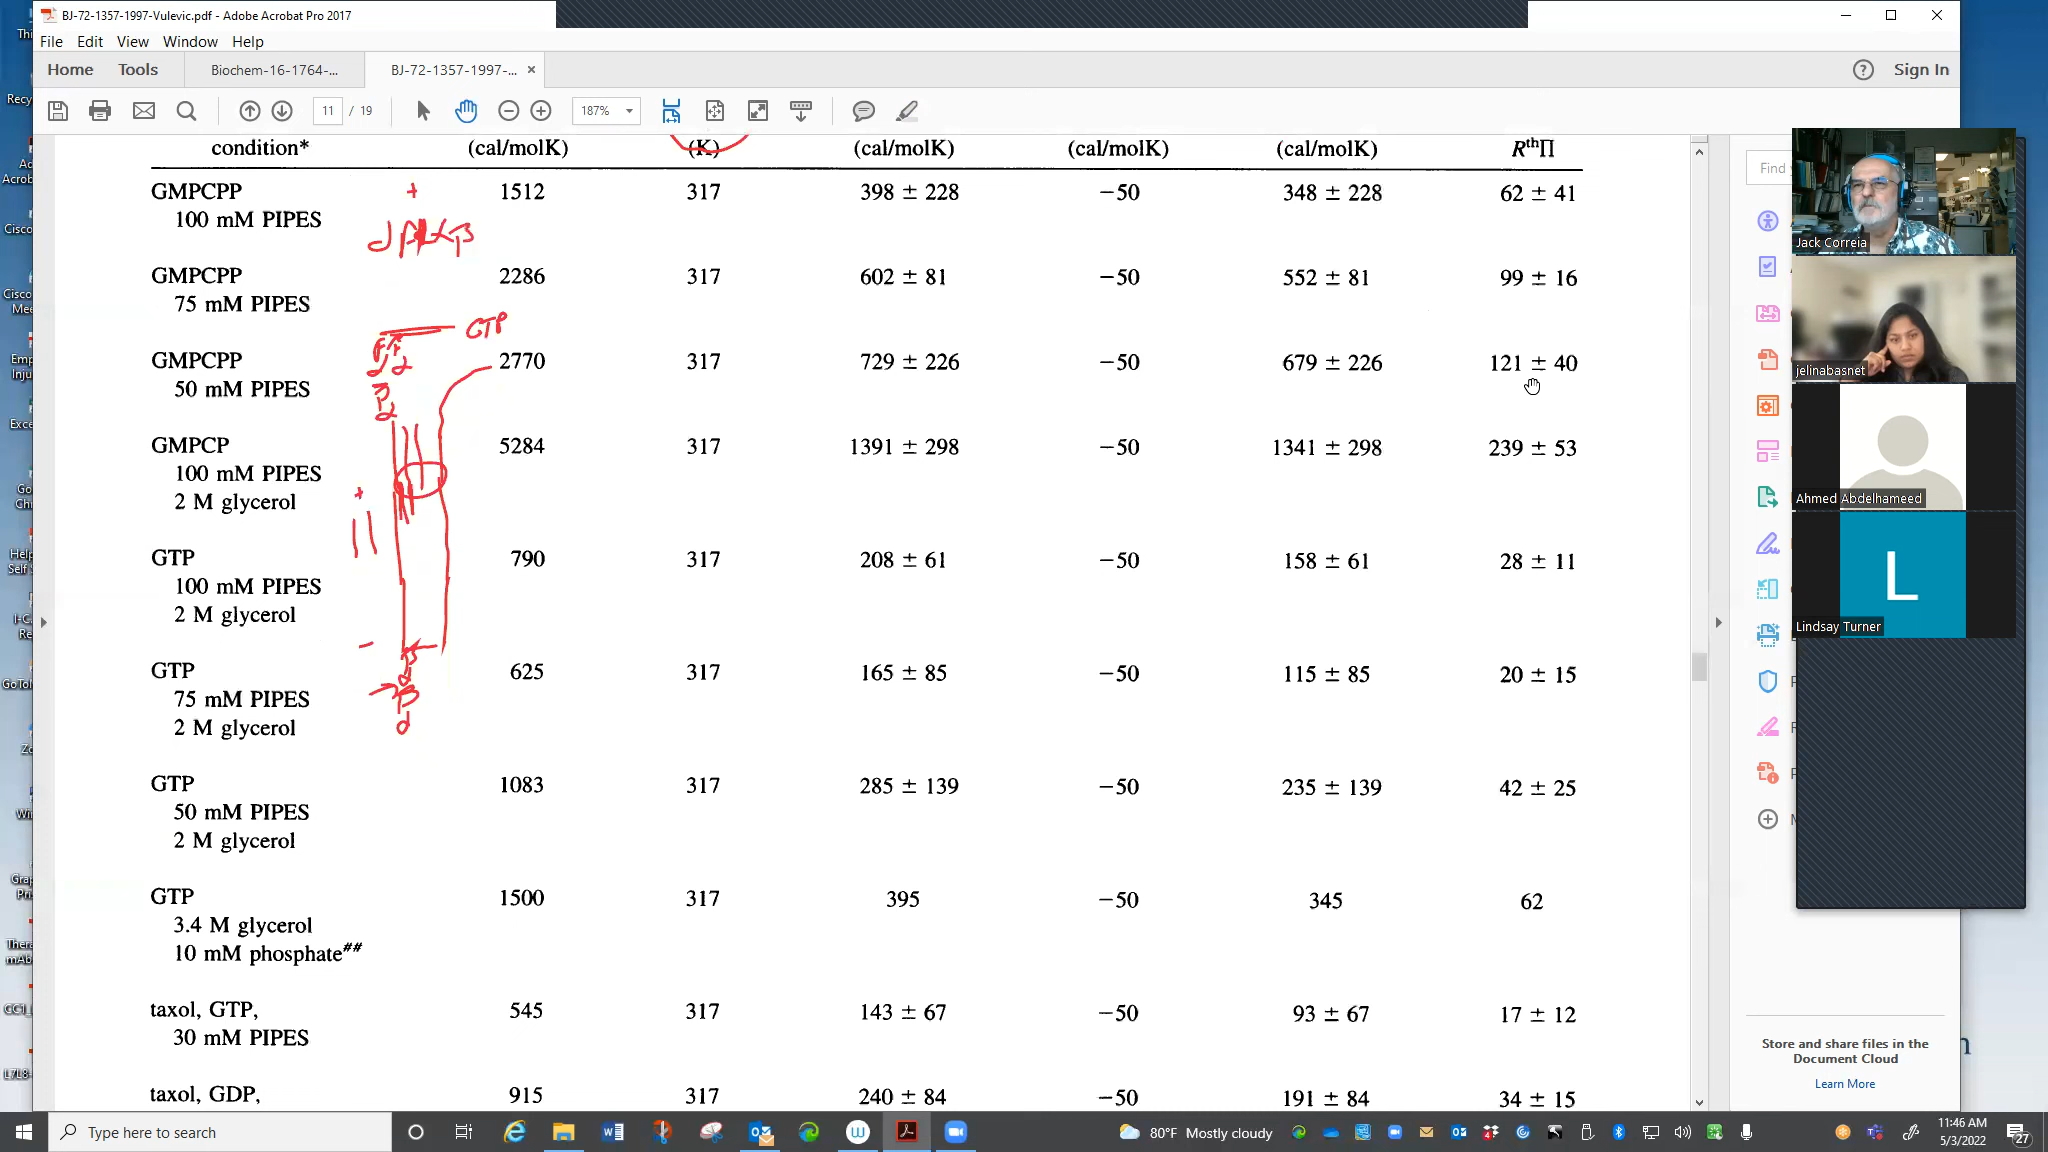 BJ-72-1357-1997-Vulevic.pdf - Adobe Acrobat Pro 2017
File Edit View Window Help
Home Tools Biochem-16-1764-... BJ-72-1357-1997-... × Sign In
11 / 19 187%
condition* (cal/molK) (K) (cal/molK) (cal/molK) (cal/molK) RthΠ
GMPCPP 1512 317 398 ± 228 −50 348 ± 228 62 ± 41
100 mM PIPES
GMPCPP 2286 317 602 ± 81 −50 552 ± 81 99 ± 16
75 mM PIPES
GTP
GMPCPP 2770 317 729 ± 226 −50 679 ± 226 121 ± 40
50 mM PIPES
GMPCP 5284 317 1391 ± 298 −50 1341 ± 298 239 ± 53
100 mM PIPES
2 M glycerol
GTP 790 317 208 ± 61 −50 158 ± 61 28 ± 11
100 mM PIPES
2 M glycerol
GTP 625 317 165 ± 85 −50 115 ± 85 20 ± 15
75 mM PIPES
2 M glycerol
GTP 1083 317 285 ± 139 −50 235 ± 139 42 ± 25
50 mM PIPES
2 M glycerol
GTP 1500 317 395 −50 345 62
3.4 M glycerol
10 mM phosphate##
taxol, GTP, 545 317 143 ± 67 −50 93 ± 67 17 ± 12
30 mM PIPES
taxol, GDP, 915 317 240 ± 84 −50 191 ± 84 34 ± 15
Find
Jack Correia
jelinabasnet
Ahmed Abdelhameed
L
Lindsay Turner
Store and share files in the
Document Cloud
Learn More
Type here to search
80°F Mostly cloudy
11:46 AM
5/3/2022
27